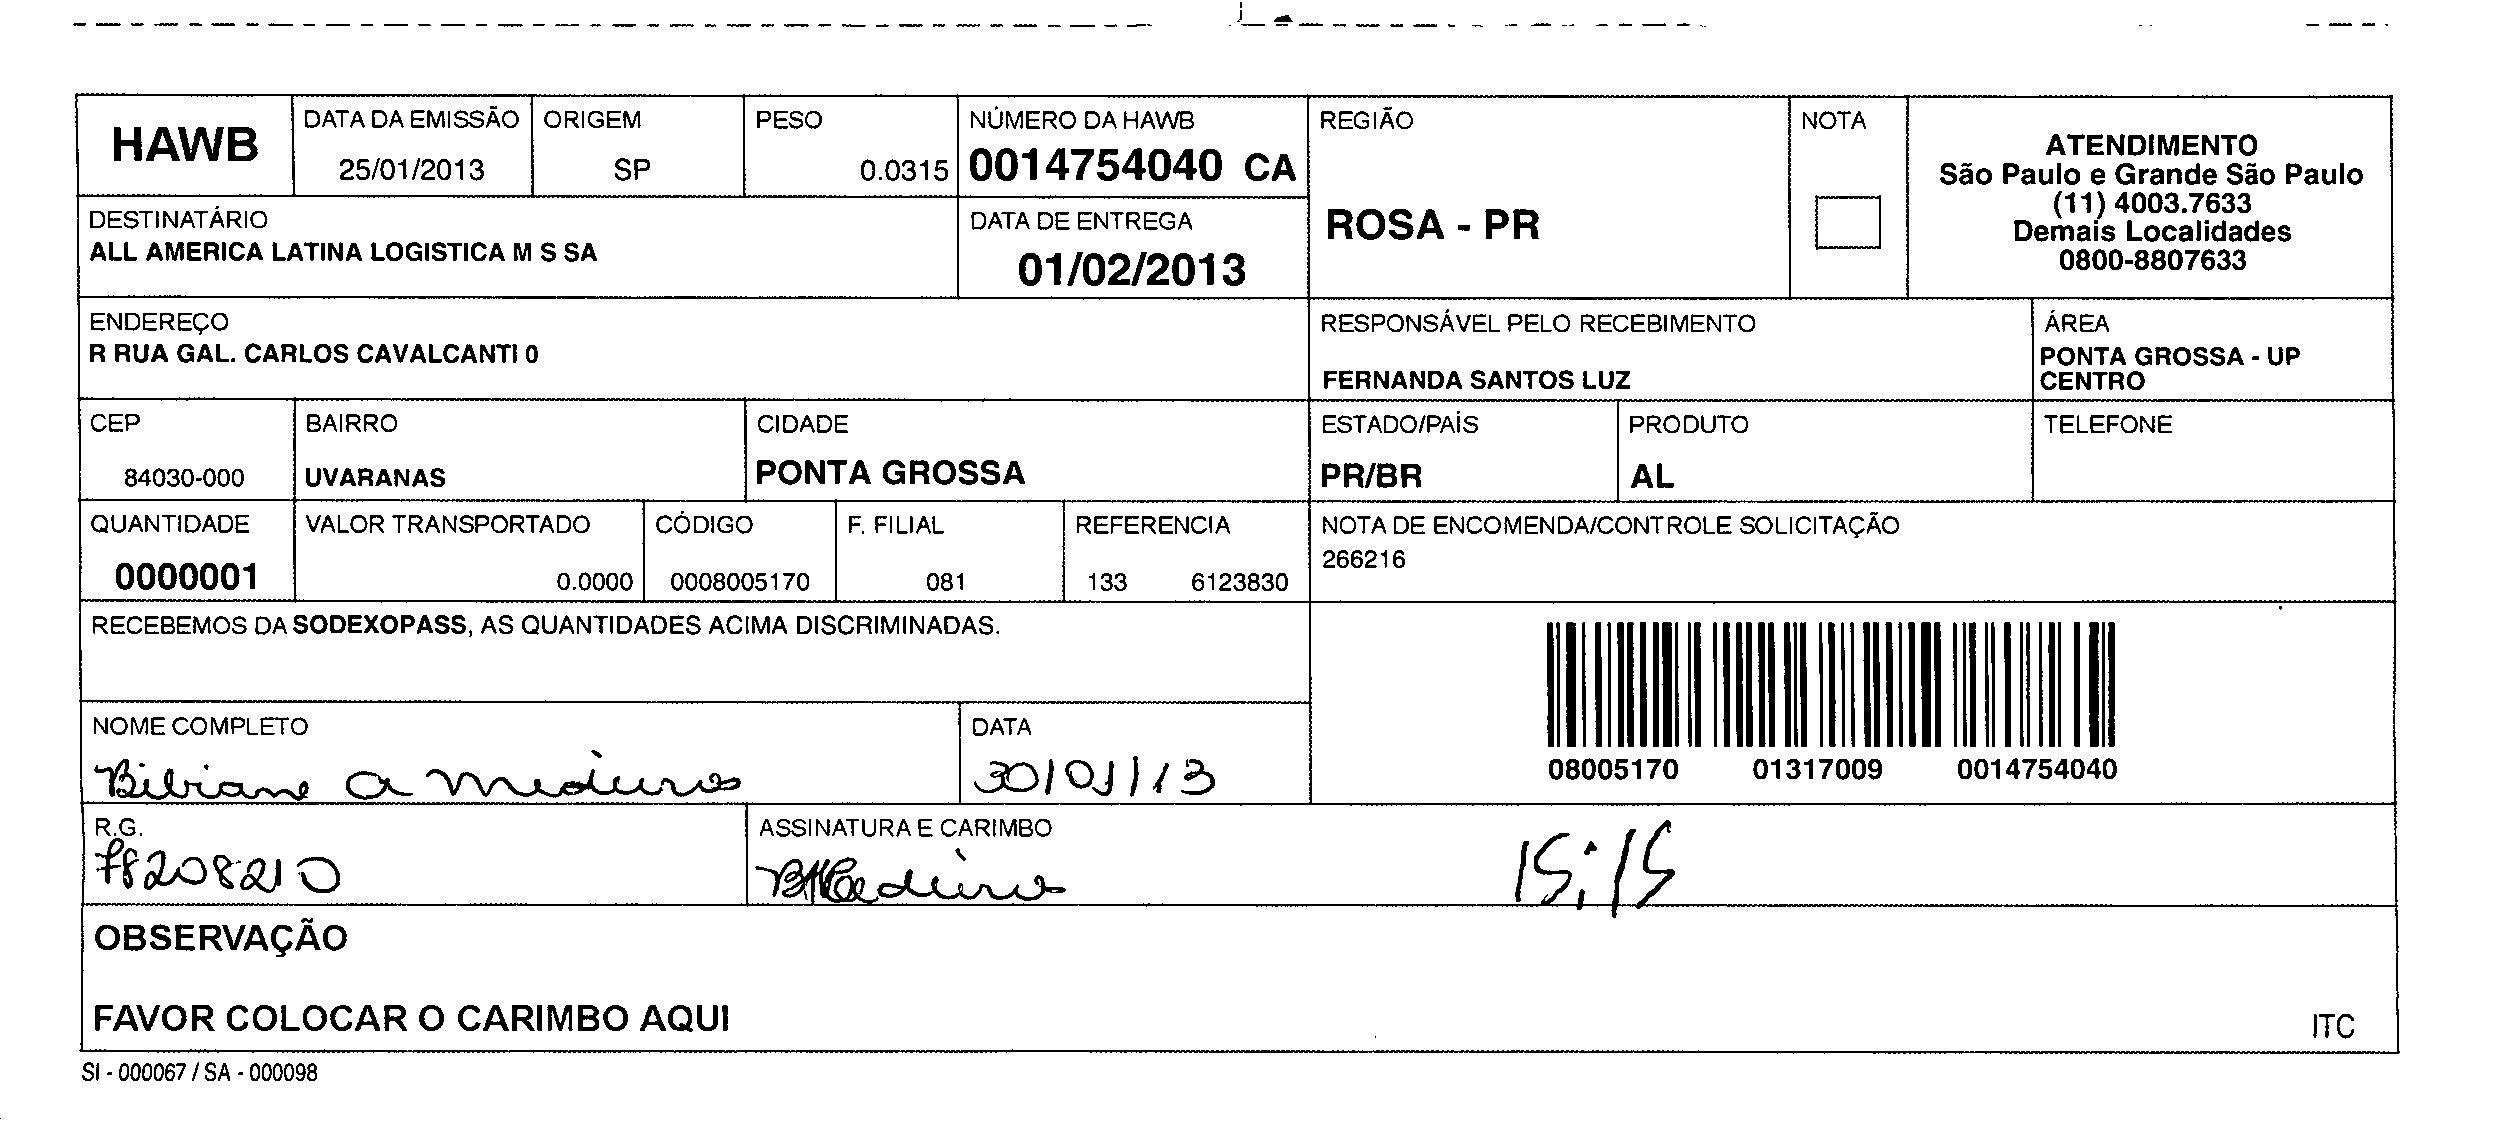 HAWB
DATA DA EMISSÃO
25/01/2013
ORIGEM
SP
PESO
0.0315
NÚMERO DA HAWB
0014754040 CA
REGIÃO
ROSA - PR
NOTA
ATENDIMENTO
São Paulo e Grande São Paulo
(11) 4003.7633
Demais Localidades
0800-8807633
DESTINATÁRIO
ALL AMERICA LATINA LOGISTICA M S SA
DATA DE ENTREGA
01/02/2013
ENDEREÇO
R RUA GAL. CARLOS CAVALCANTI 0
RESPONSÁVEL PELO RECEBIMENTO
FERNANDA SANTOS LUZ
ÁREA
PONTA GROSSA - UP
CENTRO
CEP
84030-000
BAIRRO
UVARANAS
CIDADE
PONTA GROSSA
ESTADO/PAÍS
PR/BR
PRODUTO
AL
TELEFONE
QUANTIDADE
0000001
VALOR TRANSPORTADO
0.0000
CÓDIGO
0008005170
F. FILIAL
081
REFERENCIA
133 6123830
NOTA DE ENCOMENDA/CONTROLE SOLICITAÇÃO
266216
RECEBEMOS DA SODEXOPASS, AS QUANTIDADES ACIMA DISCRIMINADAS.
08005170 01317009 0014754040
NOME COMPLETO
Bibiane a medeiros
DATA
30/01/13
R.G.
78208210
ASSINATURA E CARIMBO
BMedeiros
15:15
OBSERVAÇÃO
FAVOR COLOCAR O CARIMBO AQUI
ITC
SI - 000067 / SA - 000098